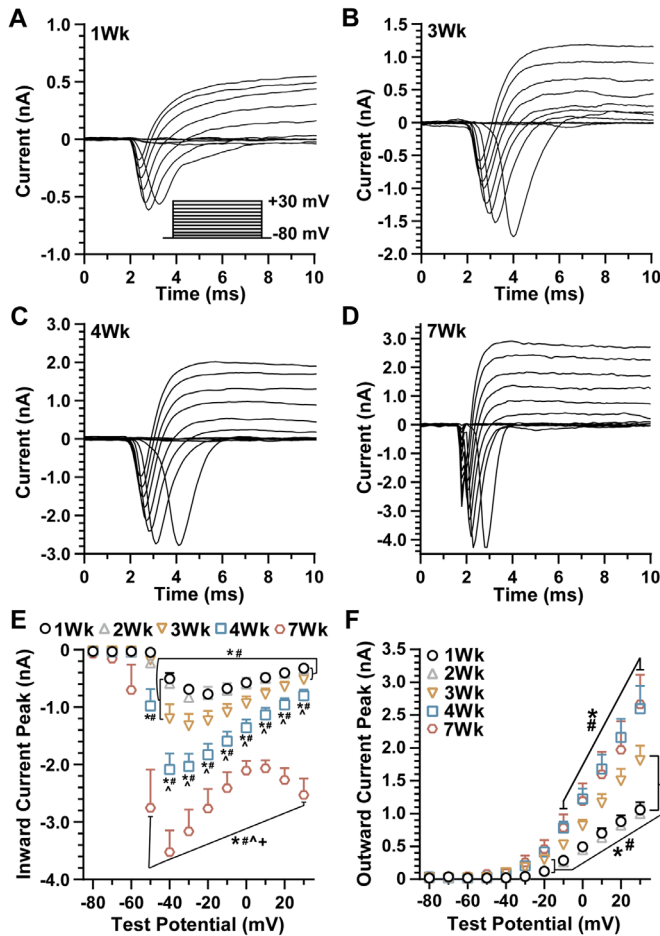 A
1Wk
Current (nA)
1.0
0.5
0
-0.5
-1.0
+30 mV
-80 mV
0 2 4 6 8 10
Time (ms)
B
3Wk
Current (nA)
1.5
1.0
0.5
0
-0.5
-1.0
-1.5
-2.0
0 2 4 6 8 10
Time (ms)
C
4Wk
Current (nA)
3.0
2.0
1.0
0
-1.0
-2.0
-3.0
0 2 4 6 8 10
Time (ms)
D
7Wk
Current (nA)
3.0
2.0
1.0
0
-1.0
-2.0
-3.0
-4.0
0 2 4 6 8 10
Time (ms)
E
1Wk 2Wk 3Wk 4Wk 7Wk
Inward Current Peak (nA)
0
-1.0
-2.0
-3.0
-4.0
*#
*#
*# *# *# *# *# *# *# *#
^ ^ ^ ^ ^ ^ ^ ^
*#^+
-80 -60 -40 -20 0 20
Test Potential (mV)
F
1Wk
2Wk
3Wk
4Wk
7Wk
Outward Current Peak (nA)
3.5
3.0
2.5
2.0
1.5
1.0
0.5
0
*
#
*#
-80 -60 -40 -20 0 20
Test Potential (mV)